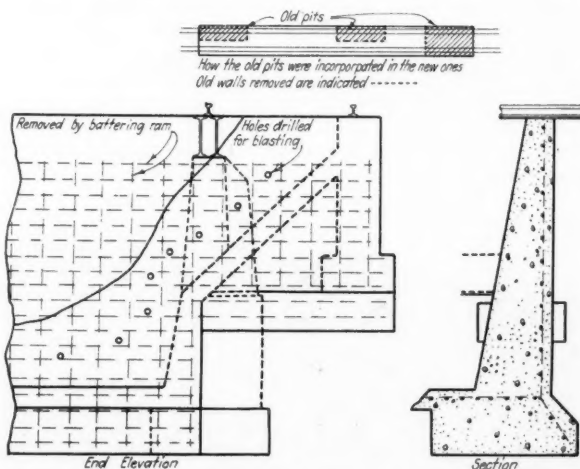 Old pits
How the old pits were incorporpated in the new ones
Old walls removed are indicated
Removed by battering ram
Holes drilled
for blasting
End Elevation
Section